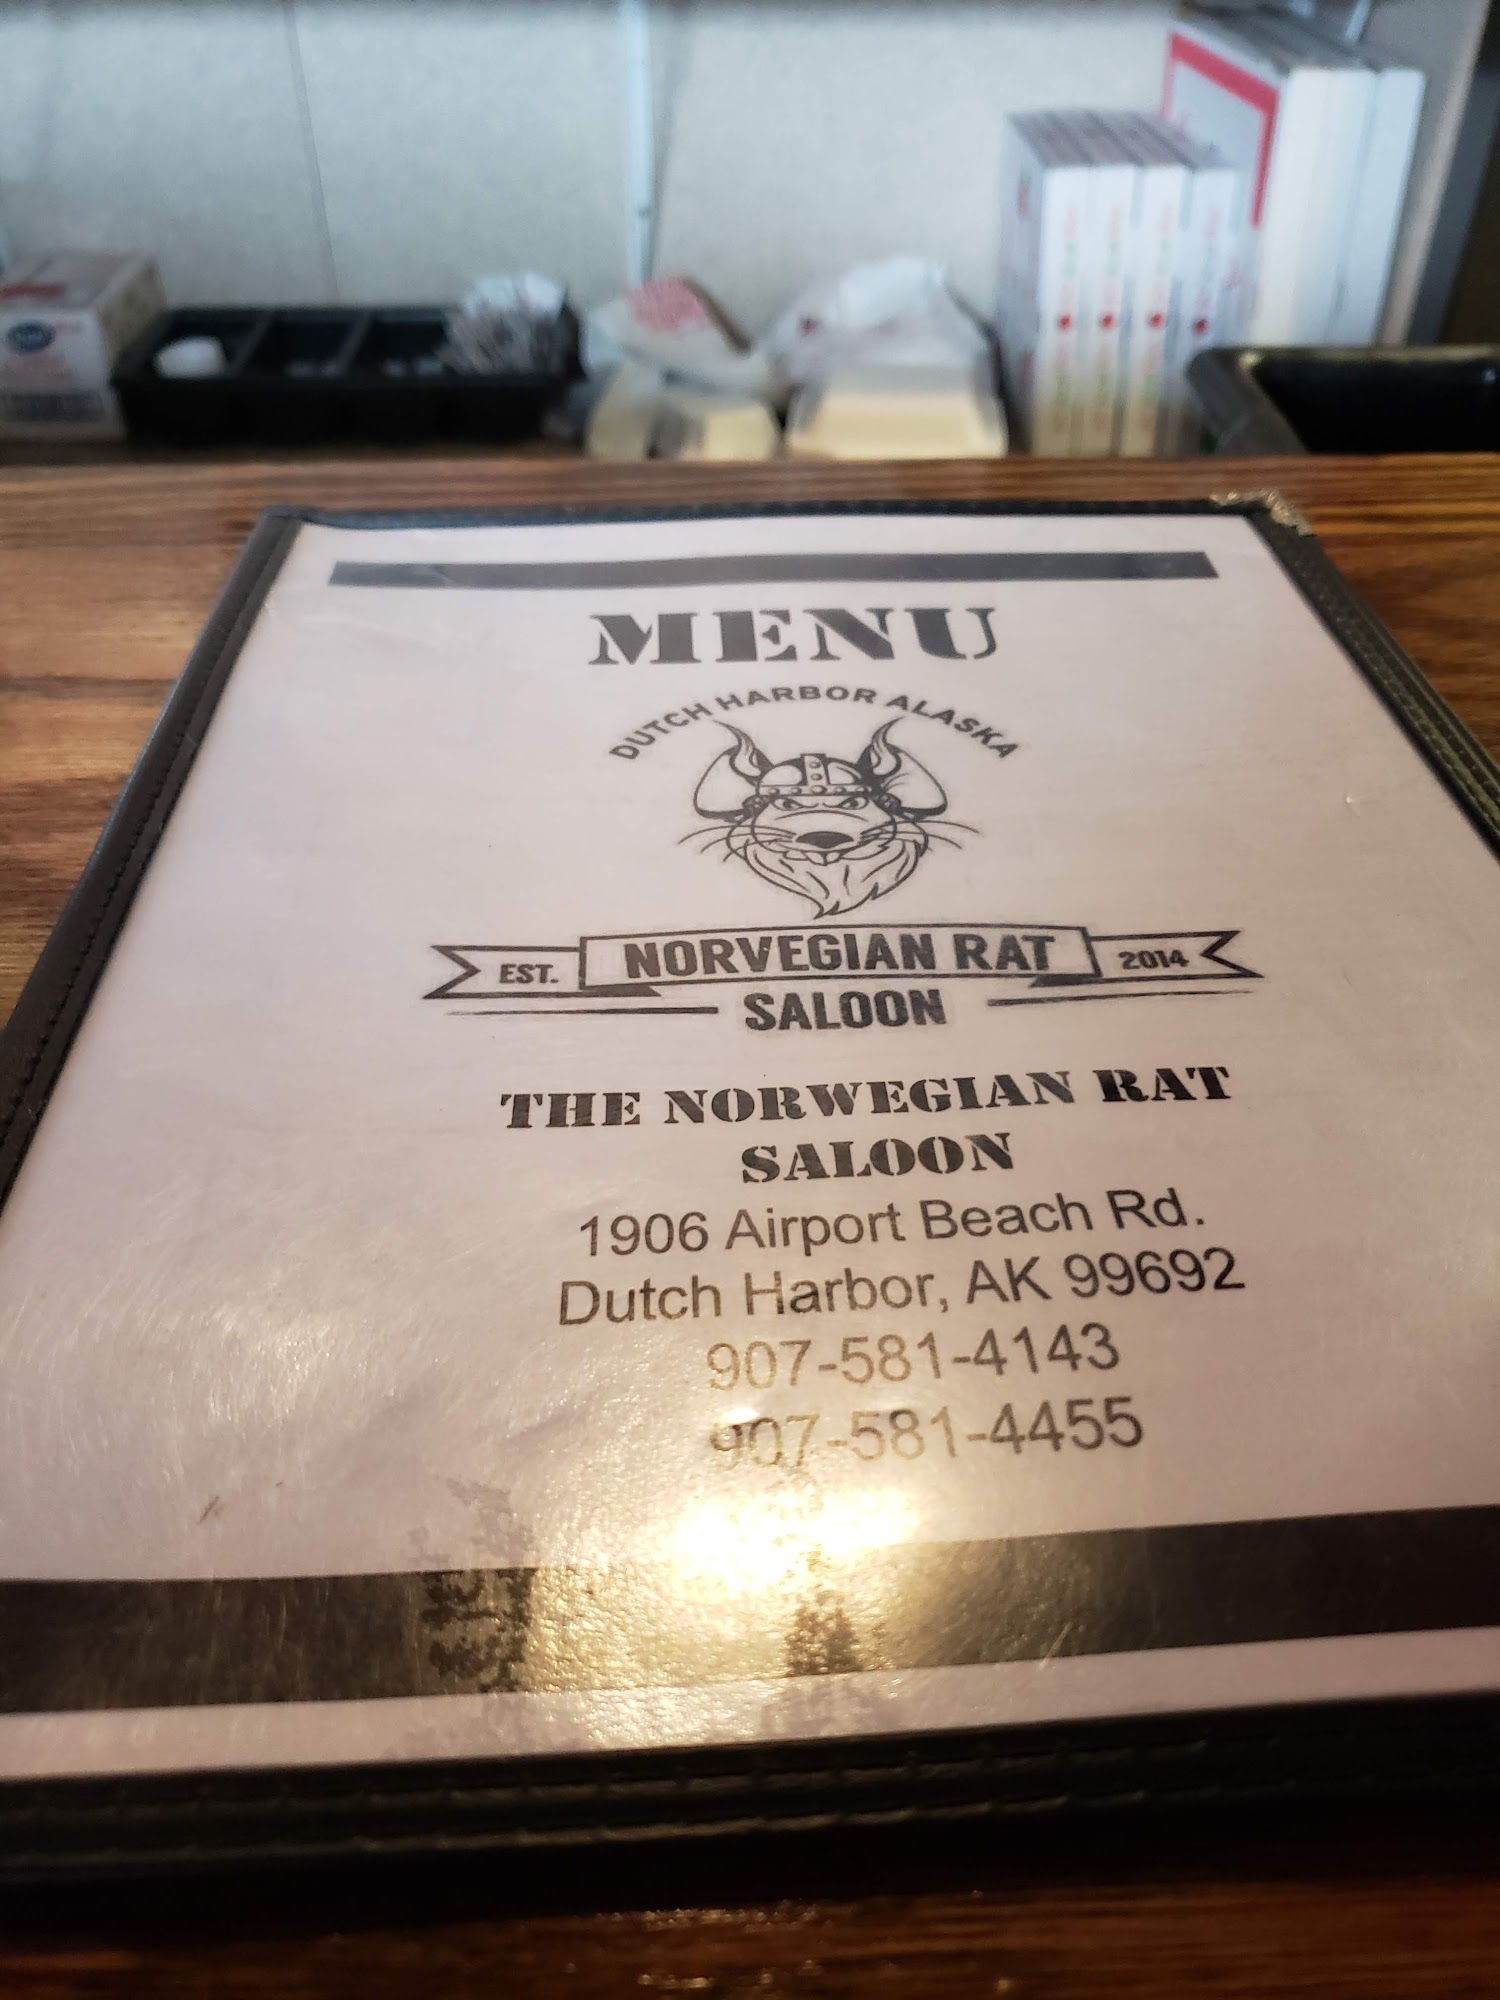 MENU
DUTCH HARBOR ALASKA
EST. NORVEGIAN RAT 2014
SALOON
THE NORWEGIAN RAT
SALOON
1906 Airport Beach Rd.
Dutch Harbor, AK 99692
907-581-4143
907-581-4455